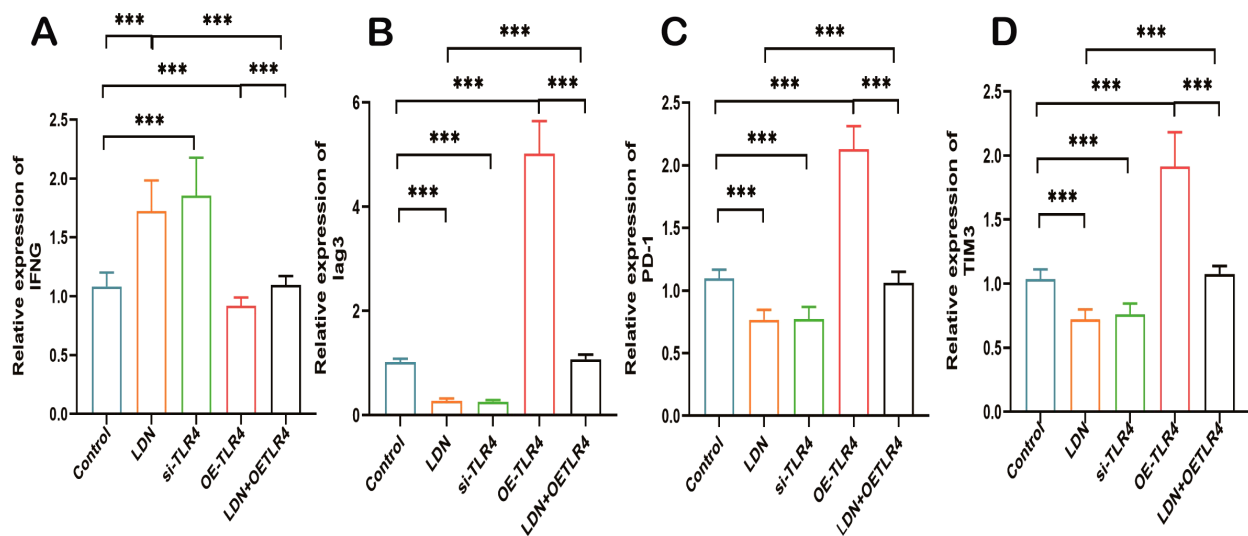 A
***
***
***
***
***
Relative expression of
IFNG
2.5
2.0
1.5
1.0
0.5
0.0
Control
LDN
si-TLR4
OE-TLR4
LDN+OETLR4
B
***
***
***
***
***
Relative expression of
lag3
6
4
2
0
Control
LDN
si-TLR4
OE-TLR4
LDN+OETLR4
C
***
***
***
***
***
Relative expression of
PD-1
2.5
2.0
1.5
1.0
0.5
0.0
Control
LDN
si-TLR4
OE-TLR4
LDN+OETLR4
D
***
***
***
***
***
Relative expression of
TIM3
2.5
2.0
1.5
1.0
0.5
0.0
Control
LDN
si-TLR4
OE-TLR4
LDN+OETLR4